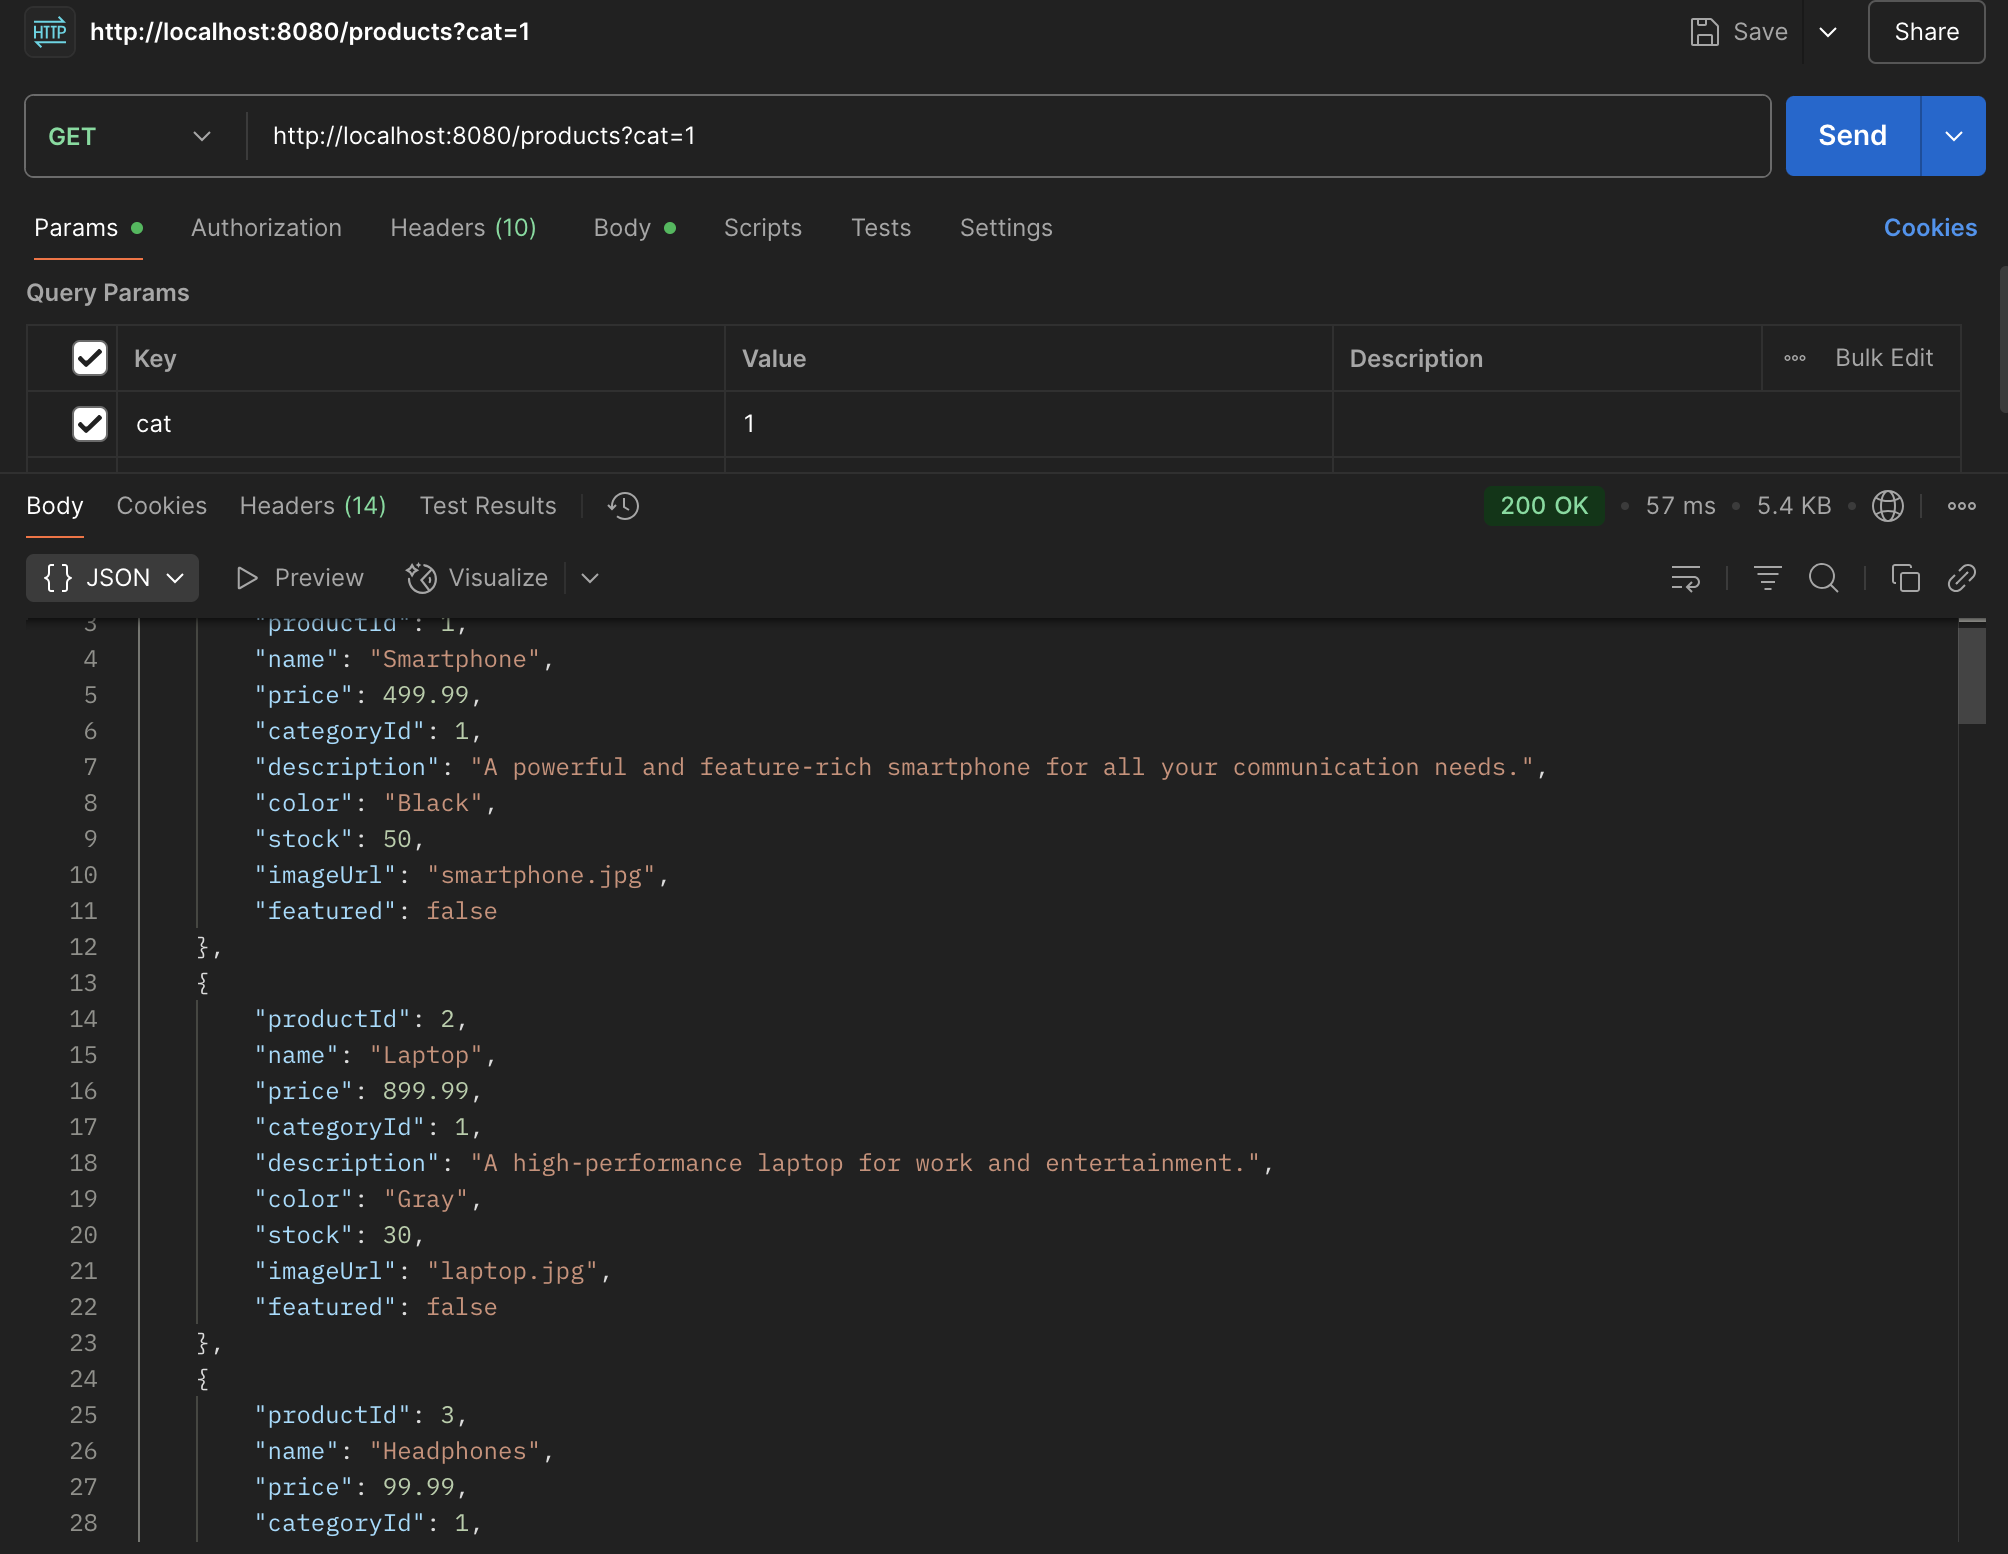 HTTP http://localhost:8080/products?cat=1 Save Share
GET http://localhost:8080/products?cat=1 Send
Params Authorization Headers (10) Body Scripts Tests Settings Cookies
Query Params
Key Value Description Bulk Edit
cat 1
Body Cookies Headers (14) Test Results 200 OK 57 ms 5.4 KB
{} JSON Preview Visualize
3 "productId": 1,
4 "name": "Smartphone",
5 "price": 499.99,
6 "categoryId": 1,
7 "description": "A powerful and feature-rich smartphone for all your communication needs.",
8 "color": "Black",
9 "stock": 50,
10 "imageUrl": "smartphone.jpg",
11 "featured": false
12 },
13 {
14 "productId": 2,
15 "name": "Laptop",
16 "price": 899.99,
17 "categoryId": 1,
18 "description": "A high-performance laptop for work and entertainment.",
19 "color": "Gray",
20 "stock": 30,
21 "imageUrl": "laptop.jpg",
22 "featured": false
23 },
24 {
25 "productId": 3,
26 "name": "Headphones",
27 "price": 99.99,
28 "categoryId": 1,